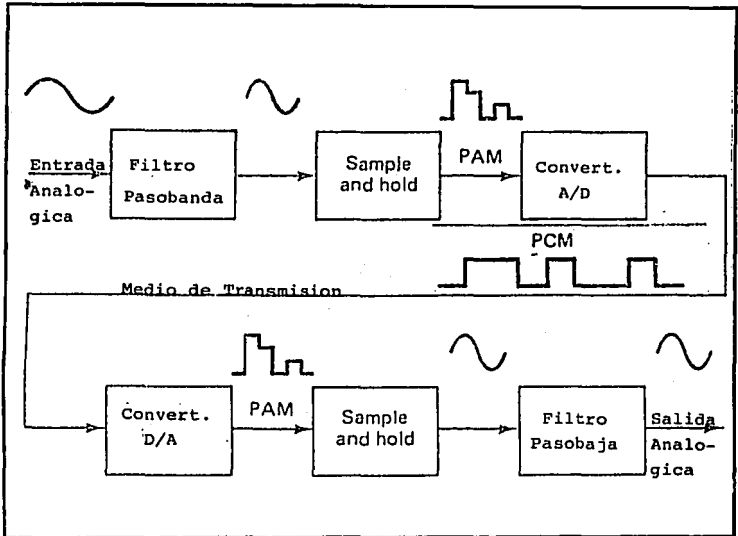 Entrada
Analo-
gica
Filtro
Pasobanda
Sample
and hold
PAM
Convert.
A/D
PCM
Medio de Transmision
Convert.
D/A
PAM
Sample
and hold
Filtro
Pasobaja
Salida
Analo-
gica